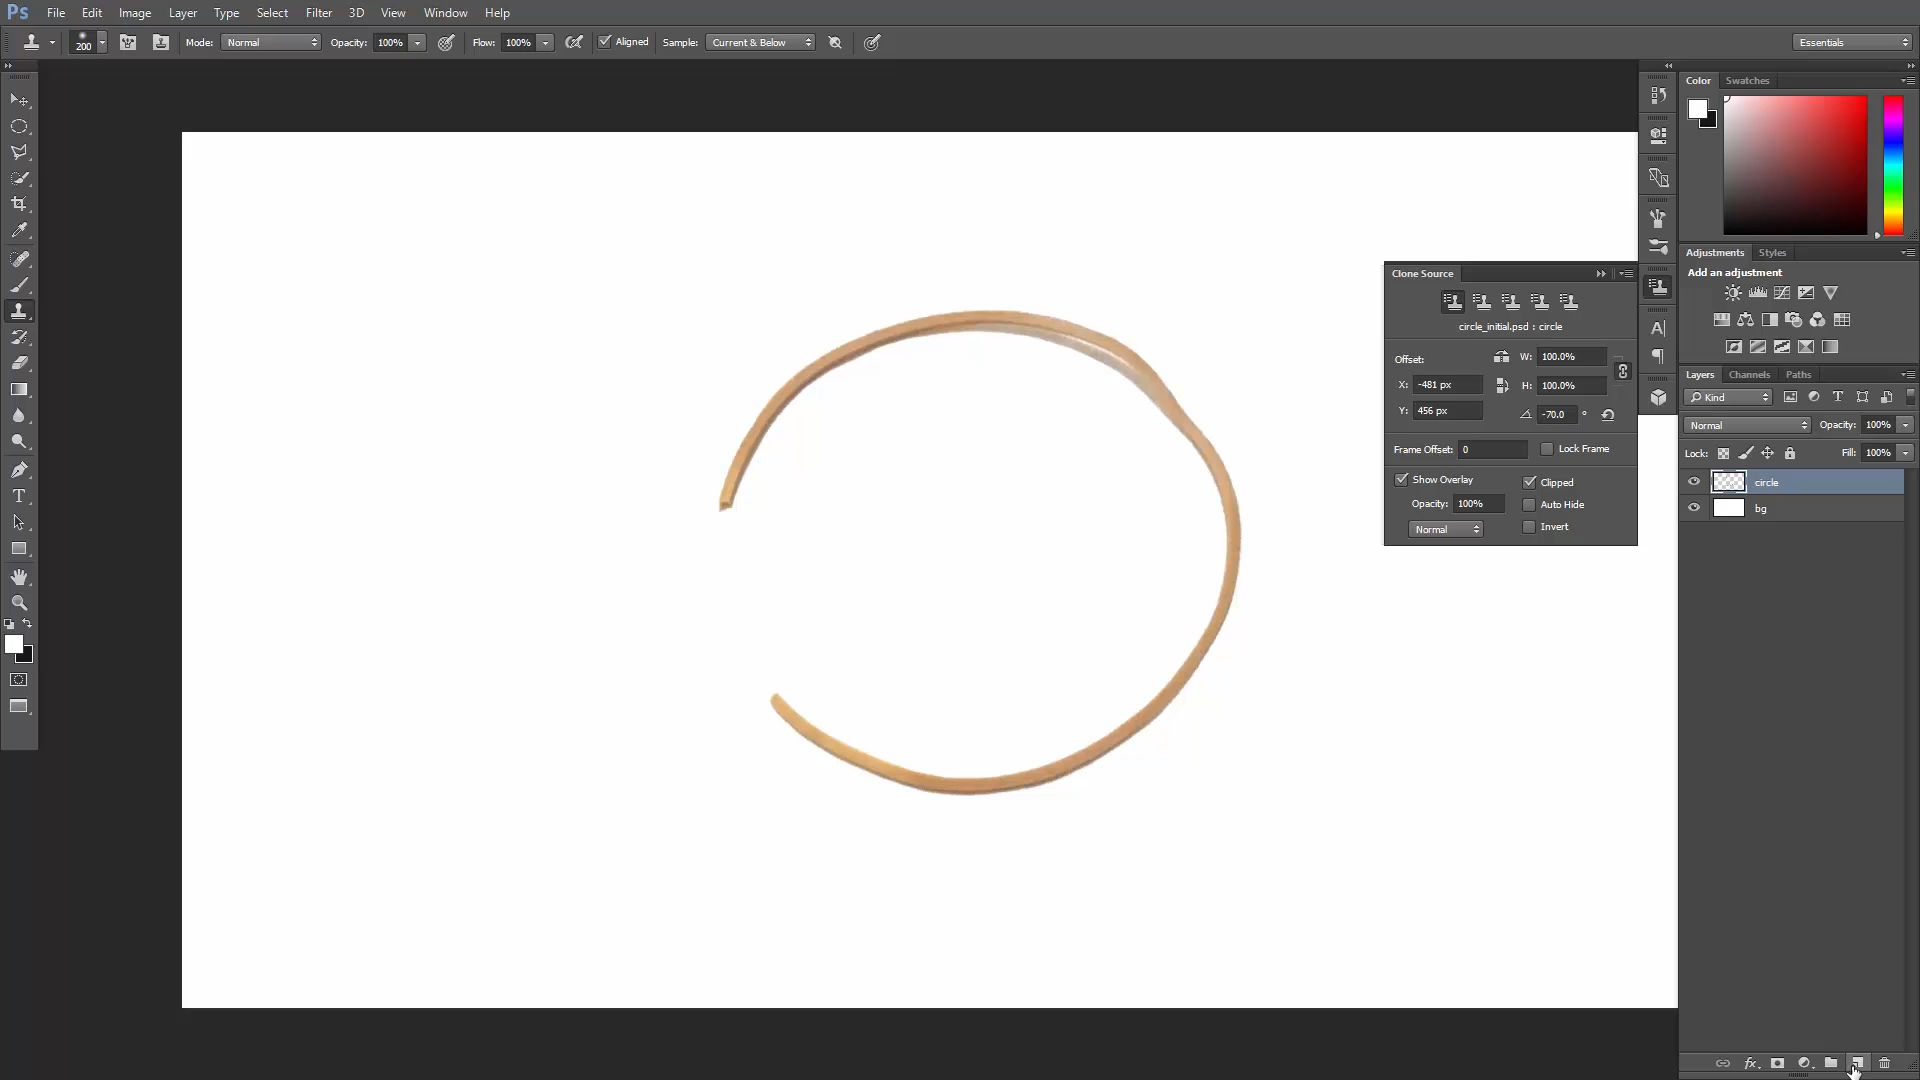 Ps File Edit Image Layer Type Select Filter 3D View Window Help
200 Mode: Normal Opacity: 100% Flow: 100% Aligned Sample: Current & Below Essentials
Color Swatches
Adjustments Styles
Add an adjustment
Clone Source
circle_initial.psd : circle
Offset: W: 100.0%
X: -481 px H: 100.0%
Y: 456 px -70.0 °
Frame Offset: 0 Lock Frame
Show Overlay Clipped
Opacity: 100% Auto Hide
Normal Invert
Layers Channels Paths
Kind
Normal Opacity: 100%
Lock: Fill: 100%
circle
bg